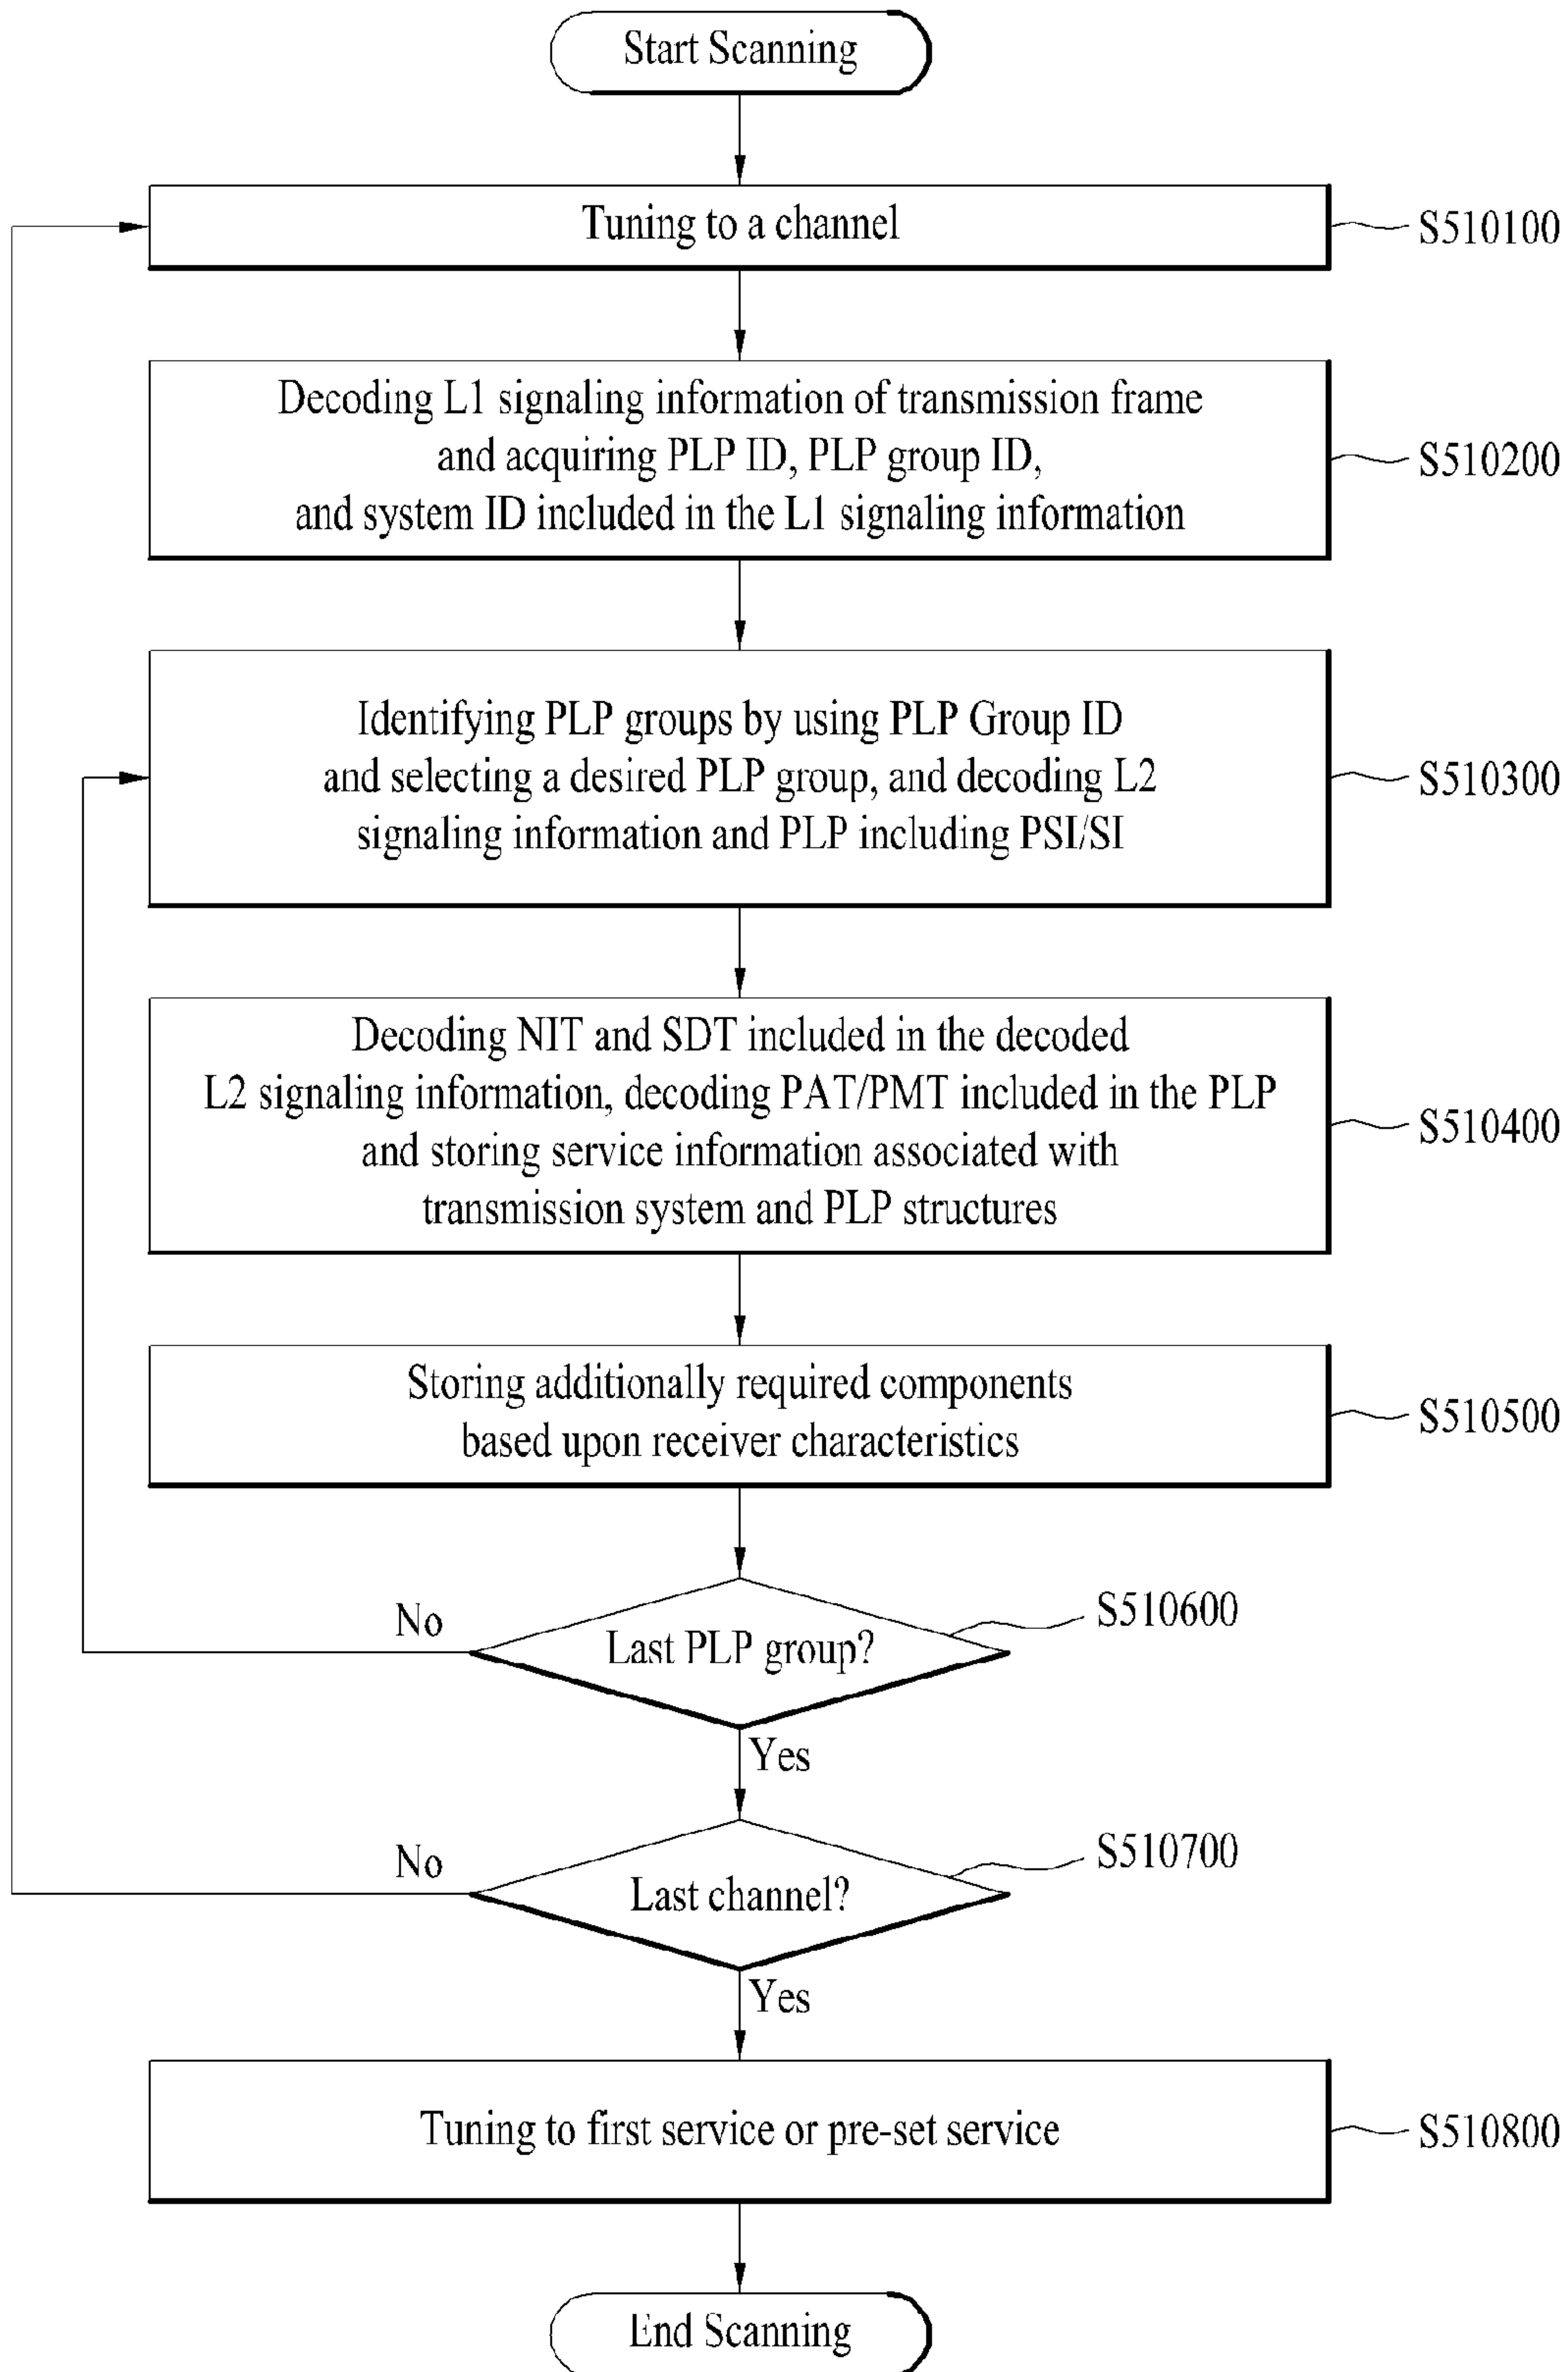 Start Scanning
Tuning to a channel
S510100
Decoding L1 signaling information of transmission frame
and acquiring PLP ID, PLP group ID,
and system ID included in the L1 signaling information
S510200
Identifying PLP groups by using PLP Group ID
and selecting a desired PLP group, and decoding L2
signaling information and PLP including PSI/SI
S510300
Decoding NIT and SDT included in the decoded
L2 signaling information, decoding PAT/PMT included in the PLP
and storing service information associated with
transmission system and PLP structures
S510400
Storing additionally required components
based upon receiver characteristics
S510500
Last PLP group?
S510600
No
Yes
Last channel?
S510700
No
Yes
Tuning to first service or pre-set service
S510800
End Scanning